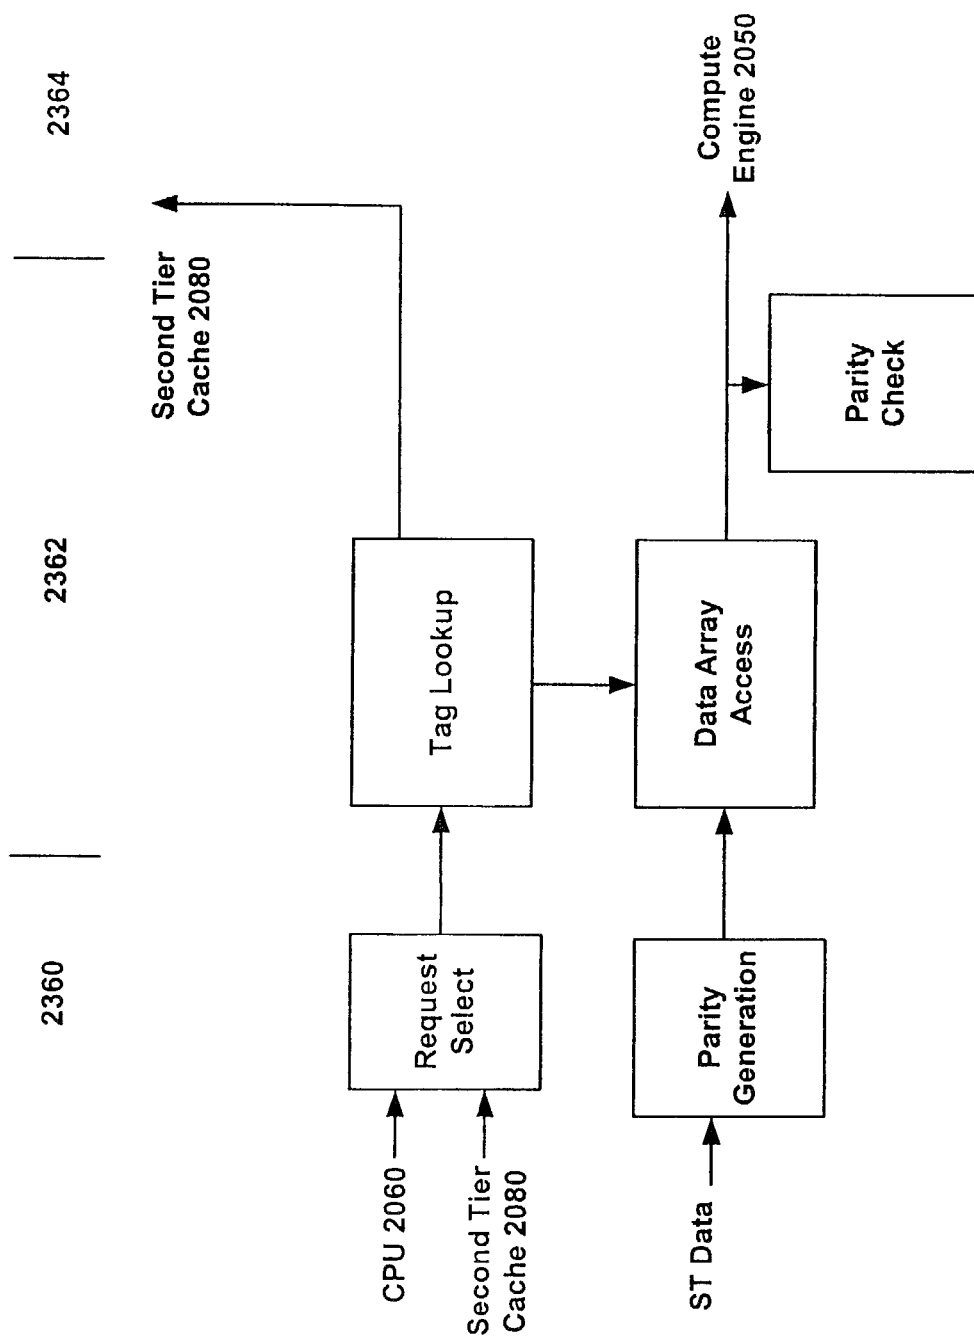 2360
2362
2364
CPU 2060
Second Tier
Cache 2080
Request
Select
Tag Lookup
Second Tier
Cache 2080
ST Data
Parity
Generation
Data Array
Access
Parity
Check
Compute
Engine 2050